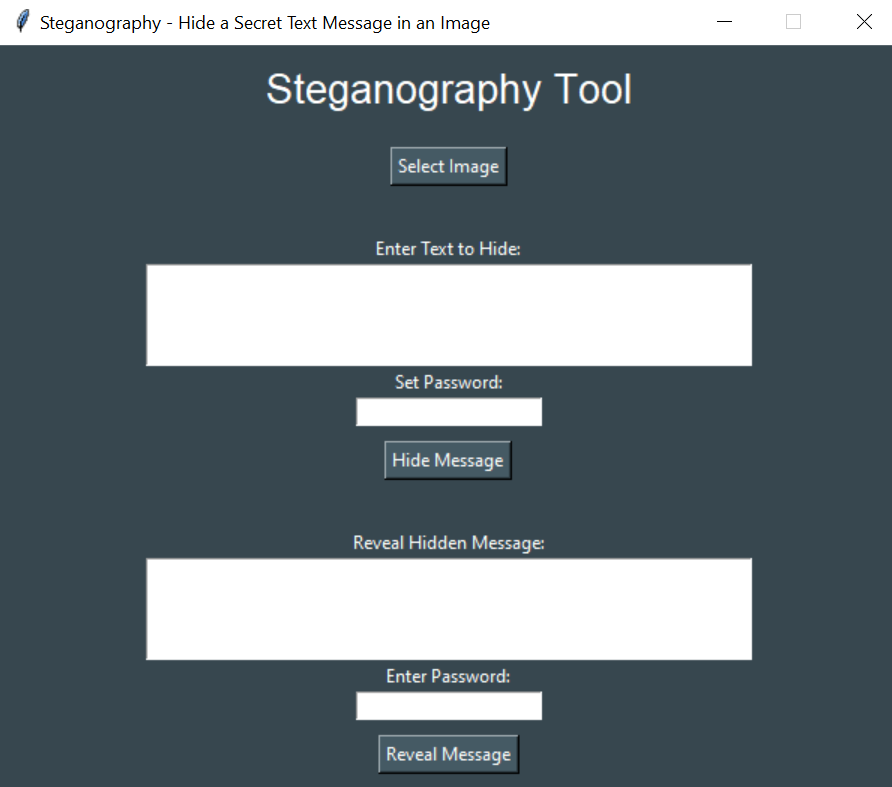 Steganography - Hide a Secret Text Message in an Image
Steganography Tool
Select Image
Enter Text to Hide:
Set Password:
Hide Message
Reveal Hidden Message:
Enter Password:
Reveal Message